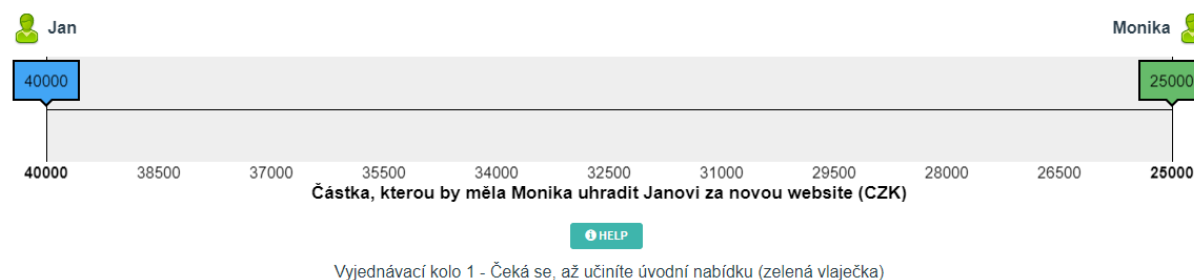 Jan Monika
40000 25000
40000 38500 37000 35500 34000 32500 31000 29500 28000 26500 25000
Částka, kterou by měla Monika uhradit Janovi za novou website (CZK)
HELP
Vyjednávací kolo 1 - Čeká se, až učiníte úvodní nabídku (zelená vlaječka)